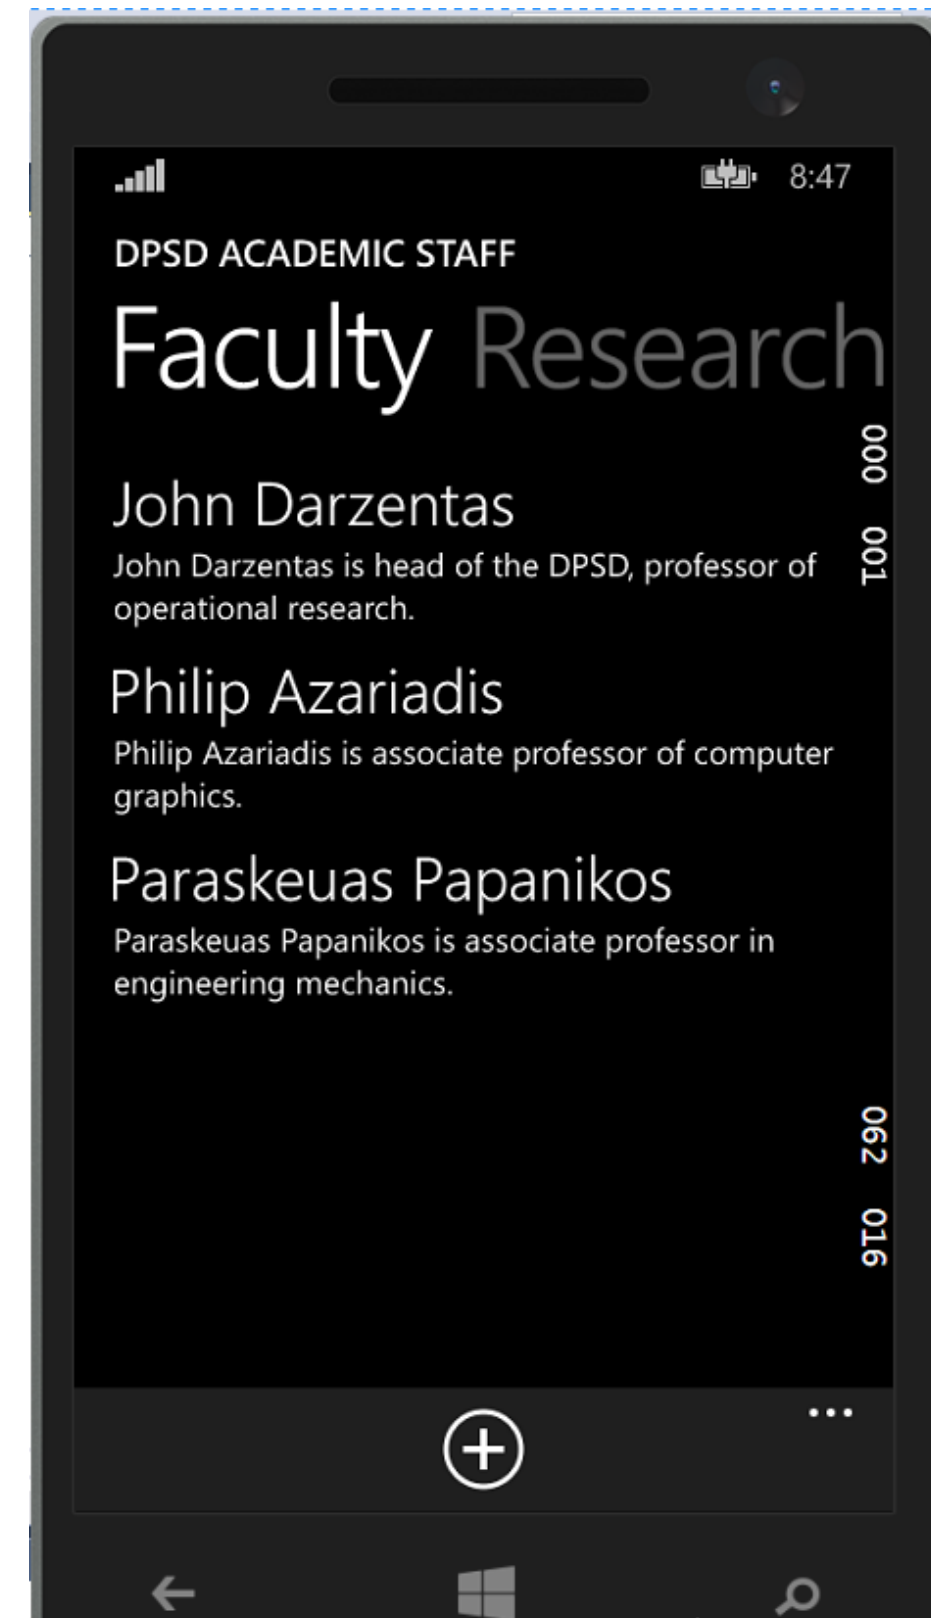 8:47
DPSD ACADEMIC STAFF
Faculty Research
000 001
John Darzentas
John Darzentas is head of the DPSD, professor of
operational research.
Philip Azariadis
Philip Azariadis is associate professor of computer
graphics.
Paraskeuas Papanikos
Paraskeuas Papanikos is associate professor in
engineering mechanics.
062 016